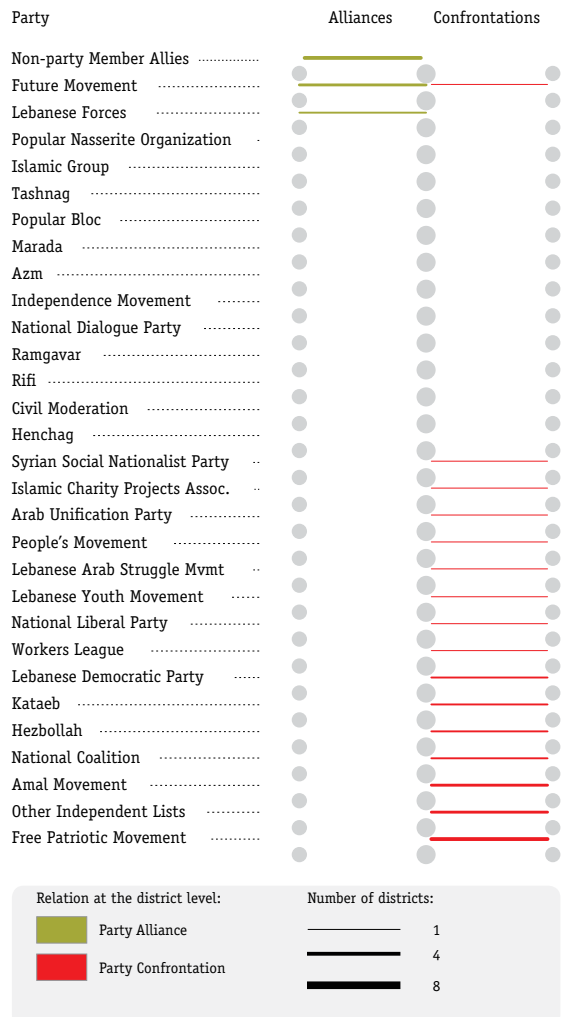 Party Alliances Confrontations
Non-party Member Allies
Future Movement
Lebanese Forces
Popular Nasserite Organization
Islamic Group
Tashnag
Popular Bloc
Marada
Azm
Independence Movement
National Dialogue Party
Ramgavar
Rifi
Civil Moderation
Henchag
Syrian Social Nationalist Party
Islamic Charity Projects Assoc.
Arab Unification Party
People’s Movement
Lebanese Arab Struggle Mvmt
Lebanese Youth Movement
National Liberal Party
Workers League
Lebanese Democratic Party
Kataeb
Hezbollah
National Coalition
Amal Movement
Other Independent Lists
Free Patriotic Movement
Relation at the district level:
Party Alliance
Party Confrontation
Number of districts:
1
4
8